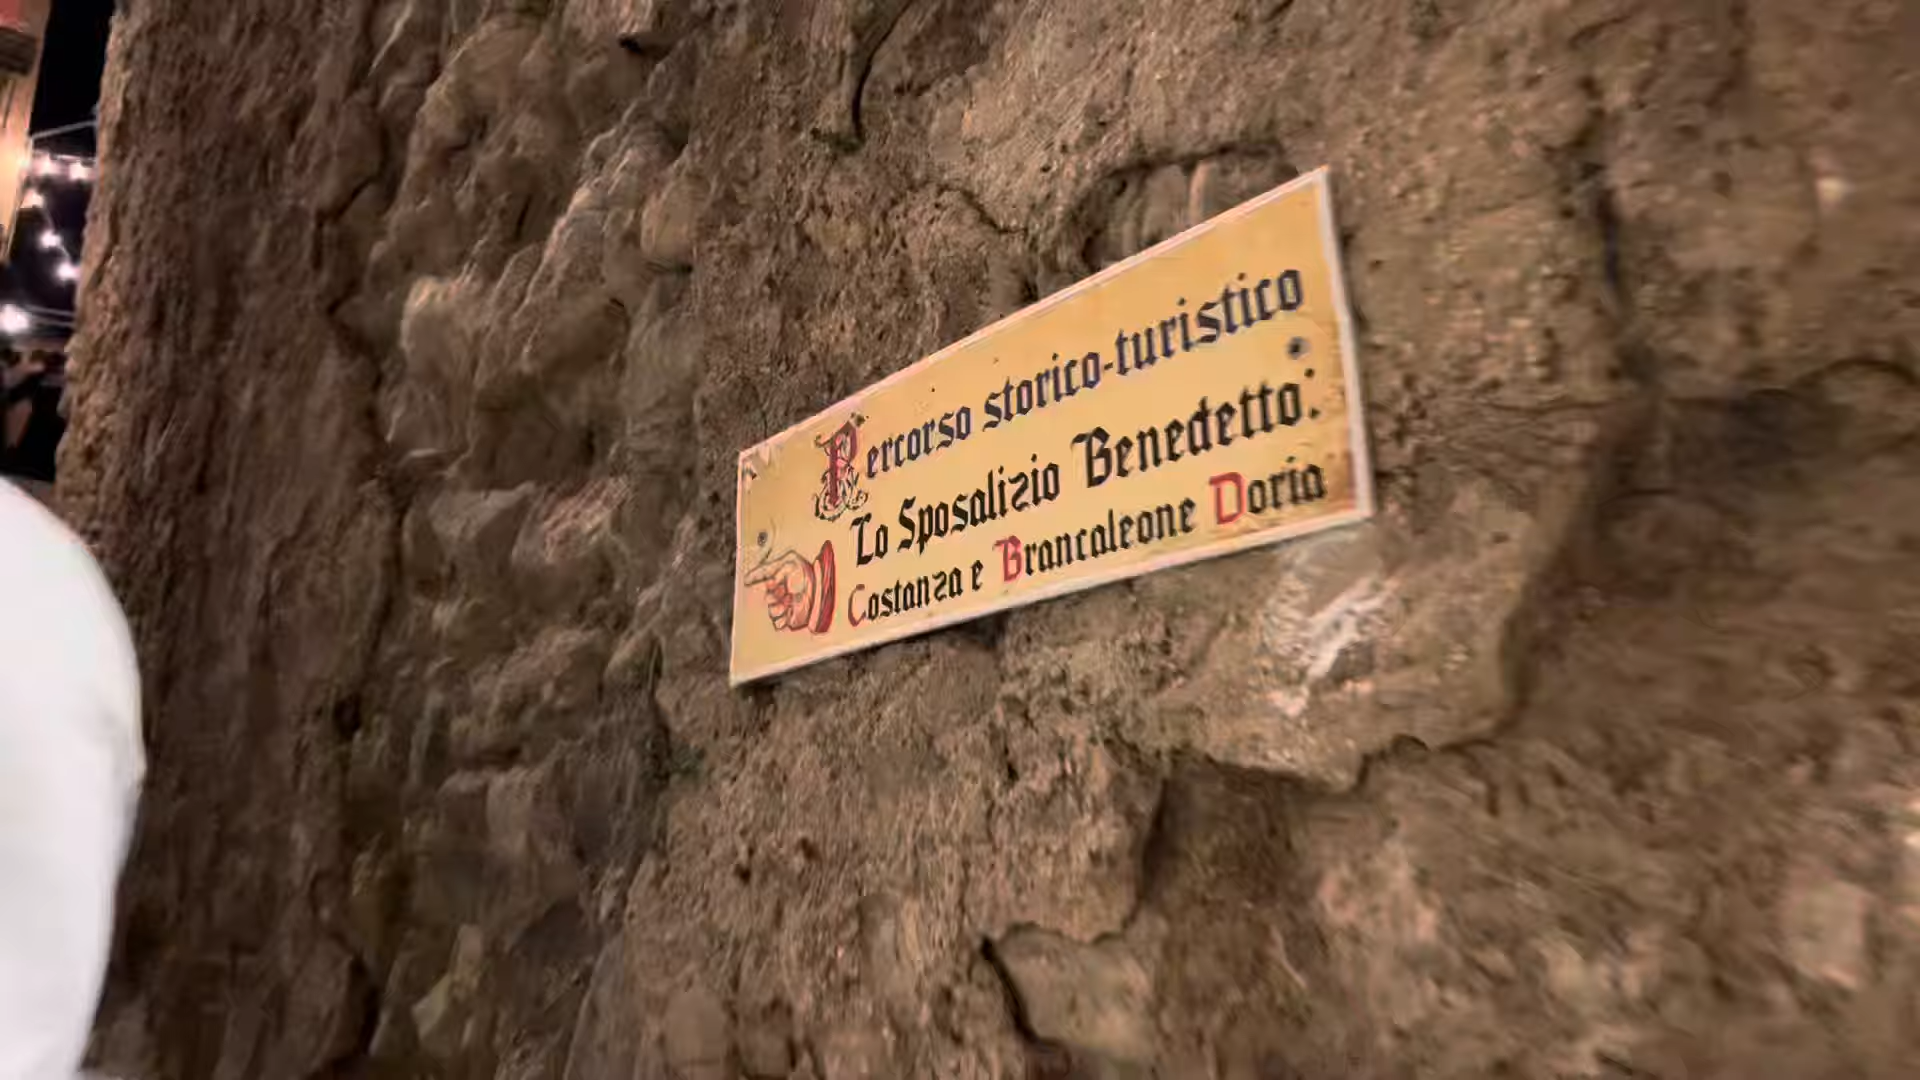 Percorso storico-turistico
Lo Sposalizio Benedetto:
Costanza e Brancaleone Doria